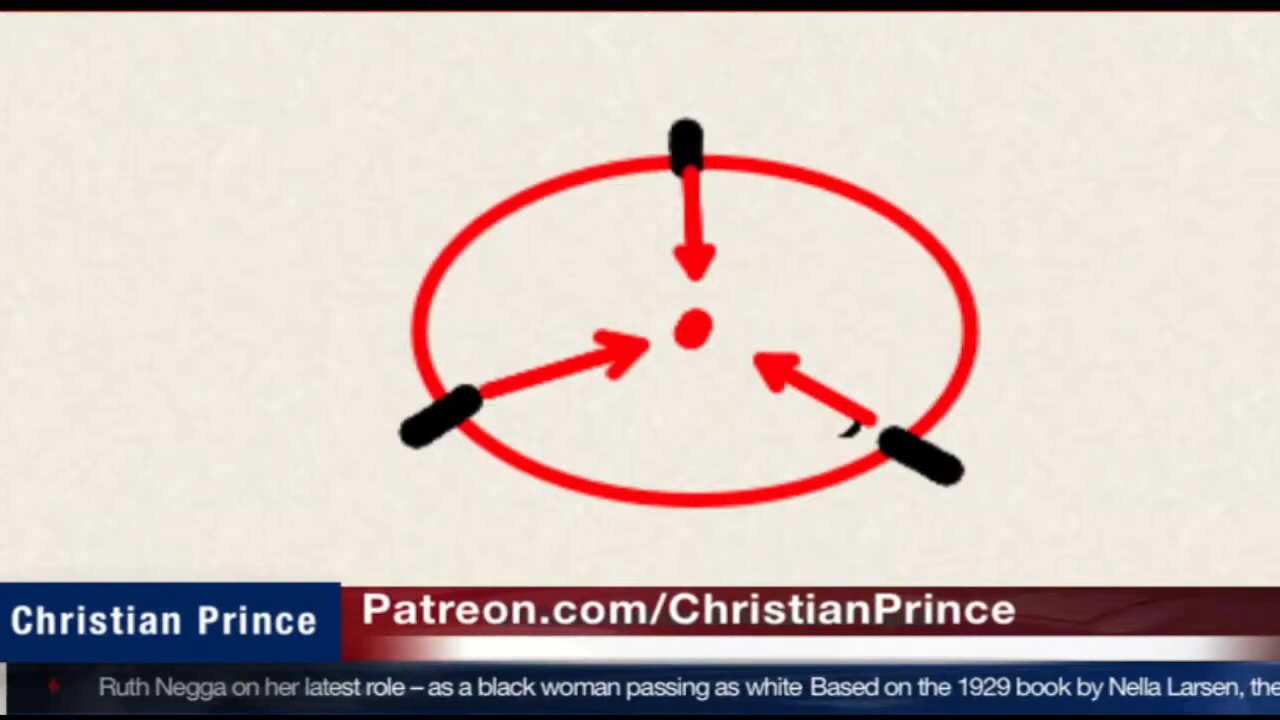 Christian Prince
Patreon.com/ChristianPrince
Ruth Negga on her latest role – as a black woman passing as white Based on the 1929 book by Nella Larsen, the